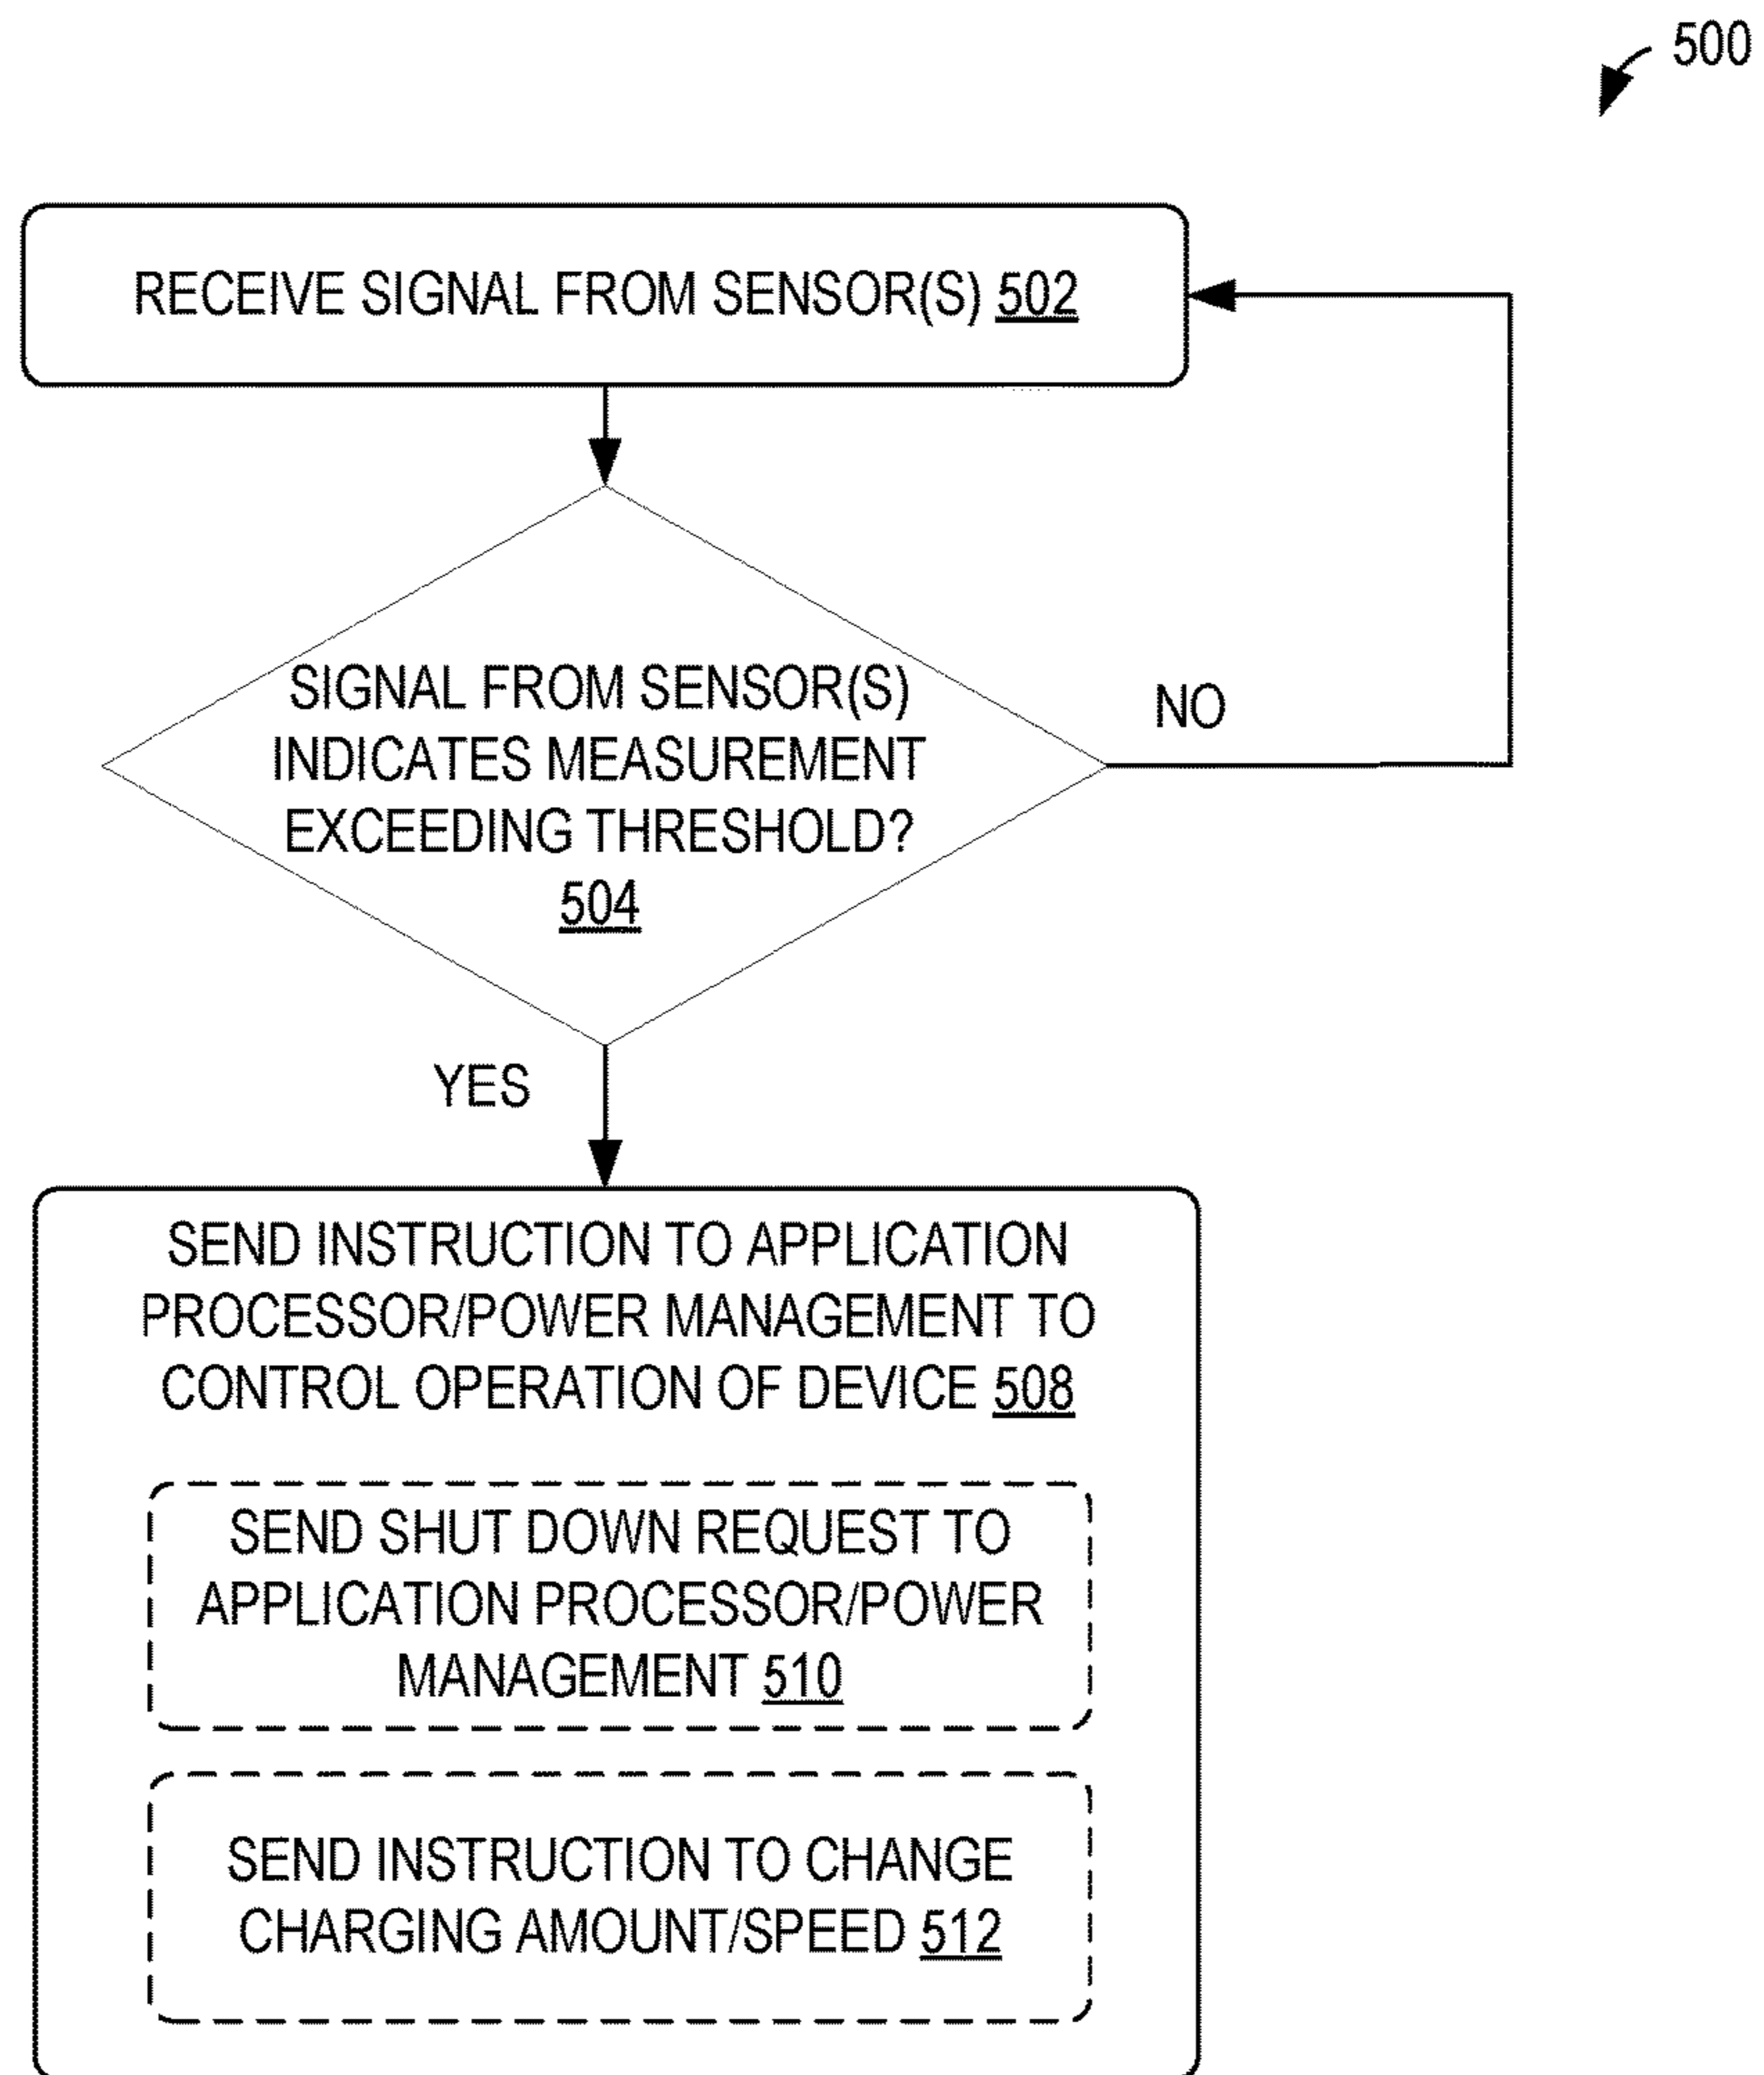 500
RECEIVE SIGNAL FROM SENSOR(S) 502
SIGNAL FROM SENSOR(S)
INDICATES MEASUREMENT
EXCEEDING THRESHOLD?
504
NO
YES
SEND INSTRUCTION TO APPLICATION
PROCESSOR/POWER MANAGEMENT TO
CONTROL OPERATION OF DEVICE 508
SEND SHUT DOWN REQUEST TO
APPLICATION PROCESSOR/POWER
MANAGEMENT 510
SEND INSTRUCTION TO CHANGE
CHARGING AMOUNT/SPEED 512